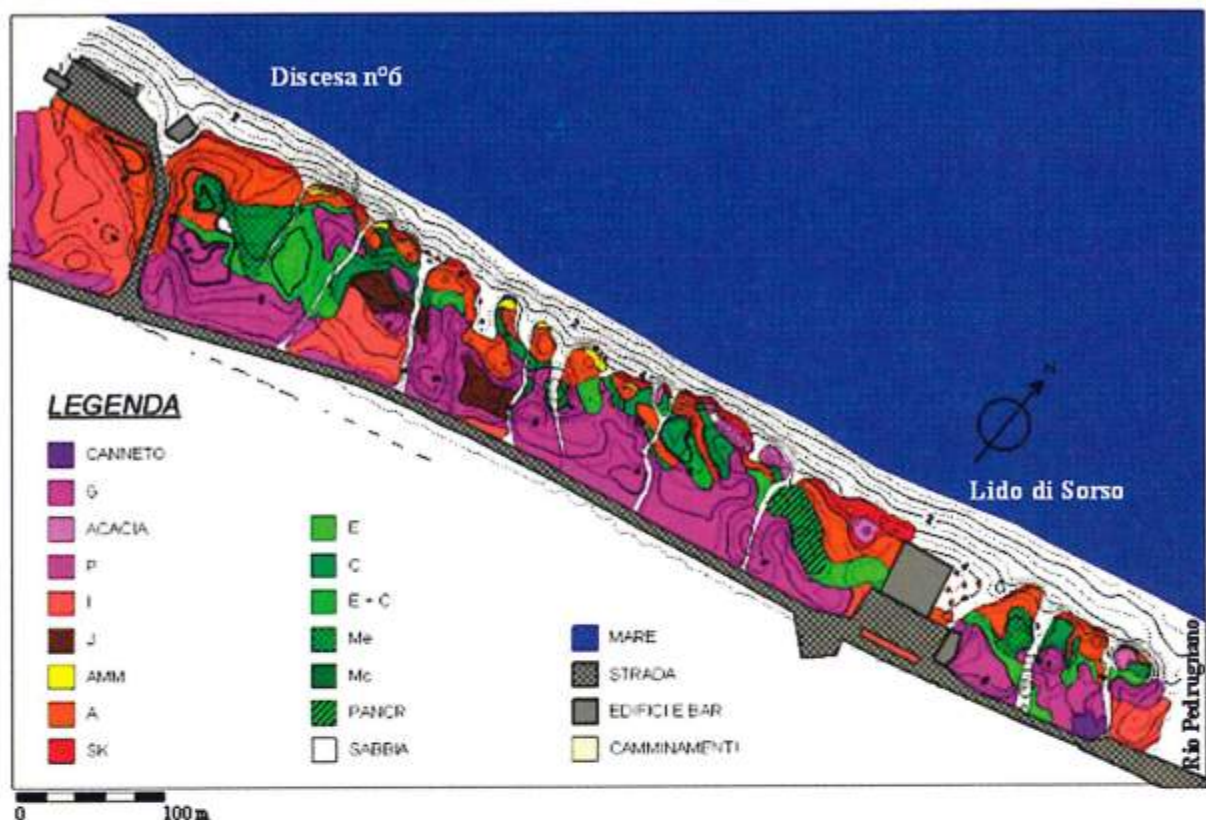 Discesa n°6
N
Lido di Sorso
Rio Pedrugnano
LEGENDA
CANNETO
G
ACACIA
P
I
J
AMM
A
SK
E
C
E + C
Me
Mc
PANCR
SABBIA
MARE
STRADA
EDIFICI E BAR
CAMMINAMENTI
0 100 m